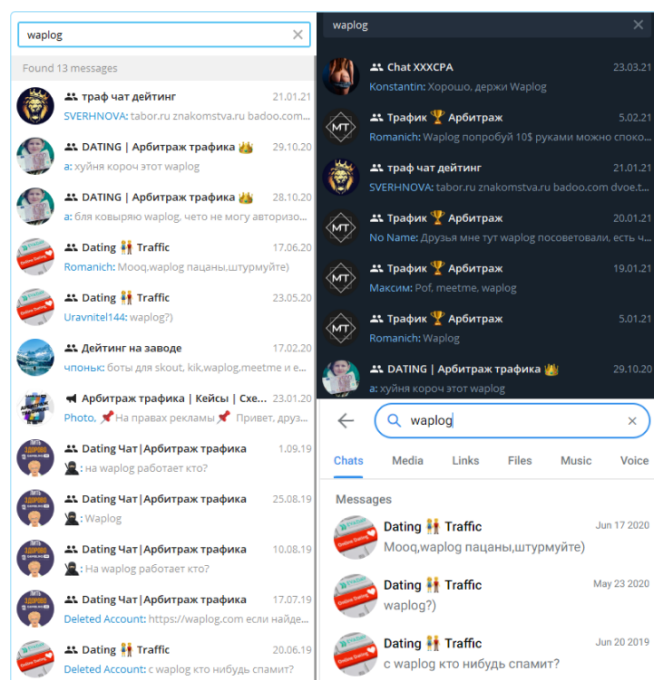 waplog
Found 13 messages
траф чат дейтинг 21.01.21
SVERHNOVA: tabor.ru znakomstva.ru badoo.com...
DATING | Арбитраж трафика 29.10.20
a: хуйня короч этот waplog
DATING | Арбитраж трафика 28.10.20
a: бля ковыряю waplog, чето не могу авторизо...
Dating Traffic 17.06.20
Romanich: Mooq,waplog пацаны,штурмуйте)
Dating Traffic 23.05.20
Uravnitel144: waplog?)
Дейтинг на заводе 17.02.20
чпоньк: боты для skout, kik,waplog,meetme и е...
Арбитраж трафика | Кейсы | Схе... 23.01.20
Photo, 📌На правах рекламы📌 Привет, друз...
Dating Чат|Арбитраж трафика 1.09.19
: на waplog работает кто?
Dating Чат|Арбитраж трафика 25.08.19
: Waplog
Dating Чат|Арбитраж трафика 10.08.19
: На waplog работает кто?
Dating Чат|Арбитраж трафика 17.07.19
Deleted Account: https://waplog.com если найде...
Dating Traffic 20.06.19
Deleted Account: с waplog кто нибудь спамит?
waplog
Chat XXXCPA 23.03.21
Konstantin: Хорошо, держи Waplog
MT
Трафик 🏆 Арбитраж 5.02.21
Romanich: Waplog попробуй 10$ руками можно споко...
траф чат дейтинг 21.01.21
SVERHNOVA: tabor.ru znakomstva.ru badoo.com dvoe.t...
MT
Трафик 🏆 Арбитраж 20.01.21
No Name: Друзья мне тут waplog посоветовали, есть ч...
MT
Трафик 🏆 Арбитраж 19.01.21
Максим: Pof, meetme, waplog
MT
Трафик 🏆 Арбитраж 5.01.21
Romanich: Waplog
DATING | Арбитраж трафика 29.10.20
a: хуйня короч этот waplog
waplog
Chats Media Links Files Music Voice
Messages
Dating Traffic Jun 17 2020
Mooq,waplog пацаны,штурмуйте)
Dating Traffic May 23 2020
waplog?)
Dating Traffic Jun 20 2019
с waplog кто нибудь спамит?